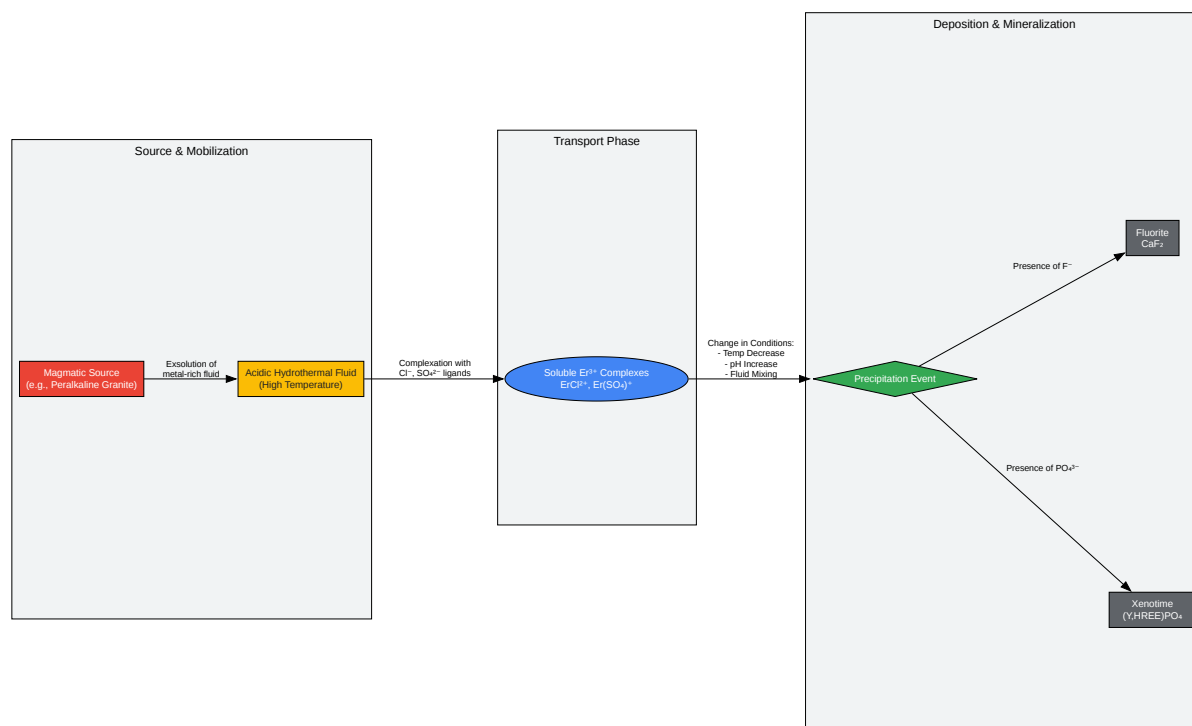 Deposition & Mineralization
Source & Mobilization
Transport Phase
Magmatic Source
(e.g., Peralkaline Granite)
Exsolution of
metal-rich fluid
Acidic Hydrothermal Fluid
(High Temperature)
Complexation with
Cl⁻, SO₄²⁻ ligands
Soluble Er³⁺ Complexes
ErCl²⁺, Er(SO₄)⁺
Change in Conditions:
- Temp Decrease
- pH Increase
- Fluid Mixing
Precipitation Event
Presence of F⁻
Fluorite
CaF₂
Presence of PO₄³⁻
Xenotime
(Y,HREE)PO₄